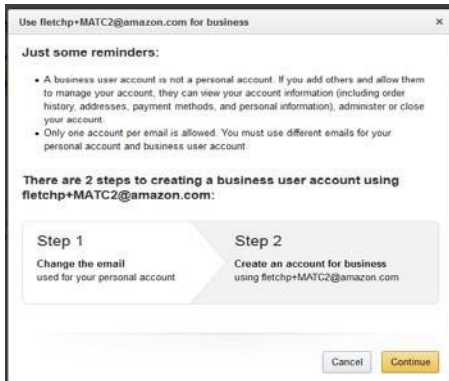 Use fletchp+MATC2@amazon.com for business ×
Just some reminders:
• A business user account is not a personal account. If you add others and allow them
to manage your account, they can view your account information (including order
history, addresses, payment methods, and personal information), administer or close
your account.
• Only one account per email is allowed. You must use different emails for your
personal account and business user account.
There are 2 steps to creating a business user account using
fletchp+MATC2@amazon.com:
Step 1
Change the email
used for your personal account
Step 2
Create an account for business
using fletchp+MATC2@amazon.com
Cancel
Continue